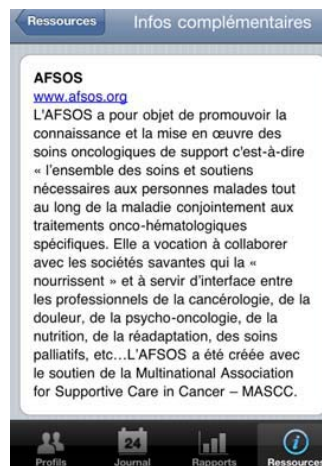 Ressources
Infos complémentaires
AFSOS
www.afsos.org
L'AFSOS a pour objet de promouvoir la
connaissance et la mise en œuvre des
soins oncologiques de support c'est-à-dire
« l'ensemble des soins et soutiens
nécessaires aux personnes malades tout
au long de la maladie conjointement aux
traitements onco-hématologiques
spécifiques. Elle a vocation à collaborer
avec les sociétés savantes qui la «
nourrissent » et à servir d'interface entre
les professionnels de la cancérologie, de la
douleur, de la psycho-oncologie, de la
nutrition, de la réadaptation, des soins
palliatifs, etc...L'AFSOS a été créée avec
le soutien de la Multinational Association
for Supportive Care in Cancer – MASCC.
24
Profils
Journal
Rapports
Ressources